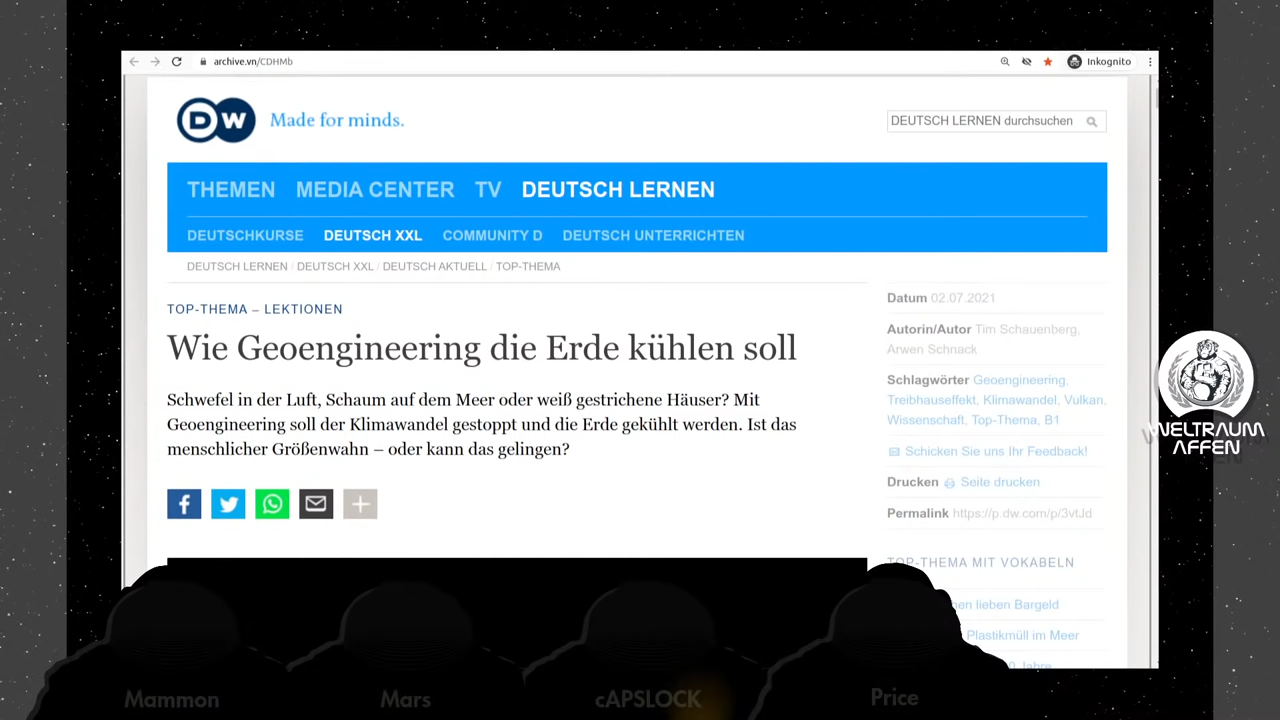 archive.vn/CDHMb
Inkognito
DW
Made for minds.
DEUTSCH LERNEN durchsuchen
THEMEN MEDIA CENTER TV DEUTSCH LERNEN
DEUTSCHKURSE DEUTSCH XXL COMMUNITY D DEUTSCH UNTERRICHTEN
DEUTSCH LERNEN / DEUTSCH XXL / DEUTSCH AKTUELL / TOP-THEMA
TOP-THEMA – LEKTIONEN
Wie Geoengineering die Erde kühlen soll
Schwefel in der Luft, Schaum auf dem Meer oder weiß gestrichene Häuser? Mit
Geoengineering soll der Klimawandel gestoppt und die Erde gekühlt werden. Ist das
menschlicher Größenwahn – oder kann das gelingen?
Datum 02.07.2021
Autorin/Autor Tim Schauenberg,
Arwen Schnack
Schlagwörter Geoengineering,
Treibhauseffekt, Klimawandel, Vulkan,
Wissenschaft, Top-Thema, B1
Schicken Sie uns Ihr Feedback!
Drucken Seite drucken
Permalink https://p.dw.com/p/3vtJd
TOP-THEMA MIT VOKABELN
lieben Bargeld
Plastikmüll im Meer
Jahre
WELTRAUM
AFFEN
Mammon
Mars
cAPSLOCK
Price